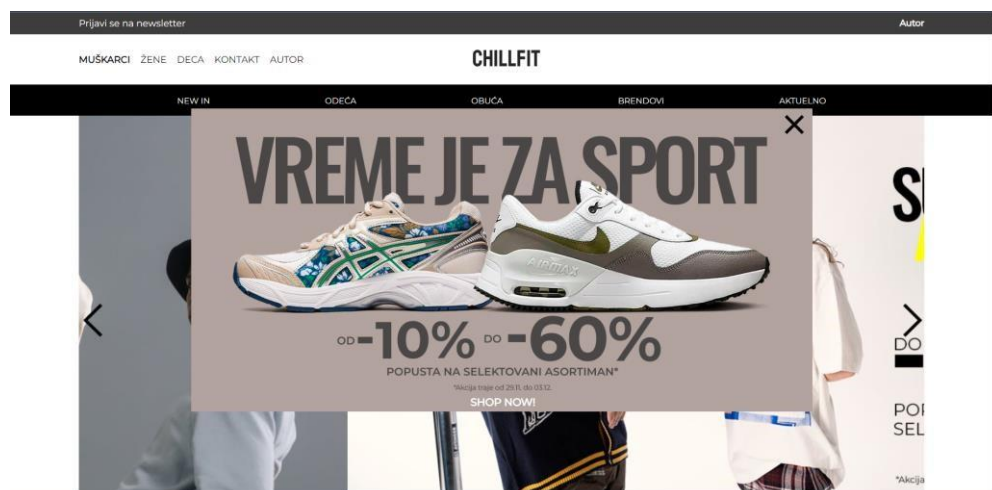 Prijavi se na newsletter
Autor
MUŠKARCI ŽENE DECA KONTAKT AUTOR
CHILLFIT
NEW IN ODEĆA OBUĆA BRENDOVI AKTUELNO
VREME JE ZA SPORT
AIRMAX
OD -10% DO -60%
POPUSTA NA SELEKTOVANI ASORTIMAN*
*Akcija traje od 29.11. do 03.12.
SHOP NOW!
DO
SEL
*Akcija